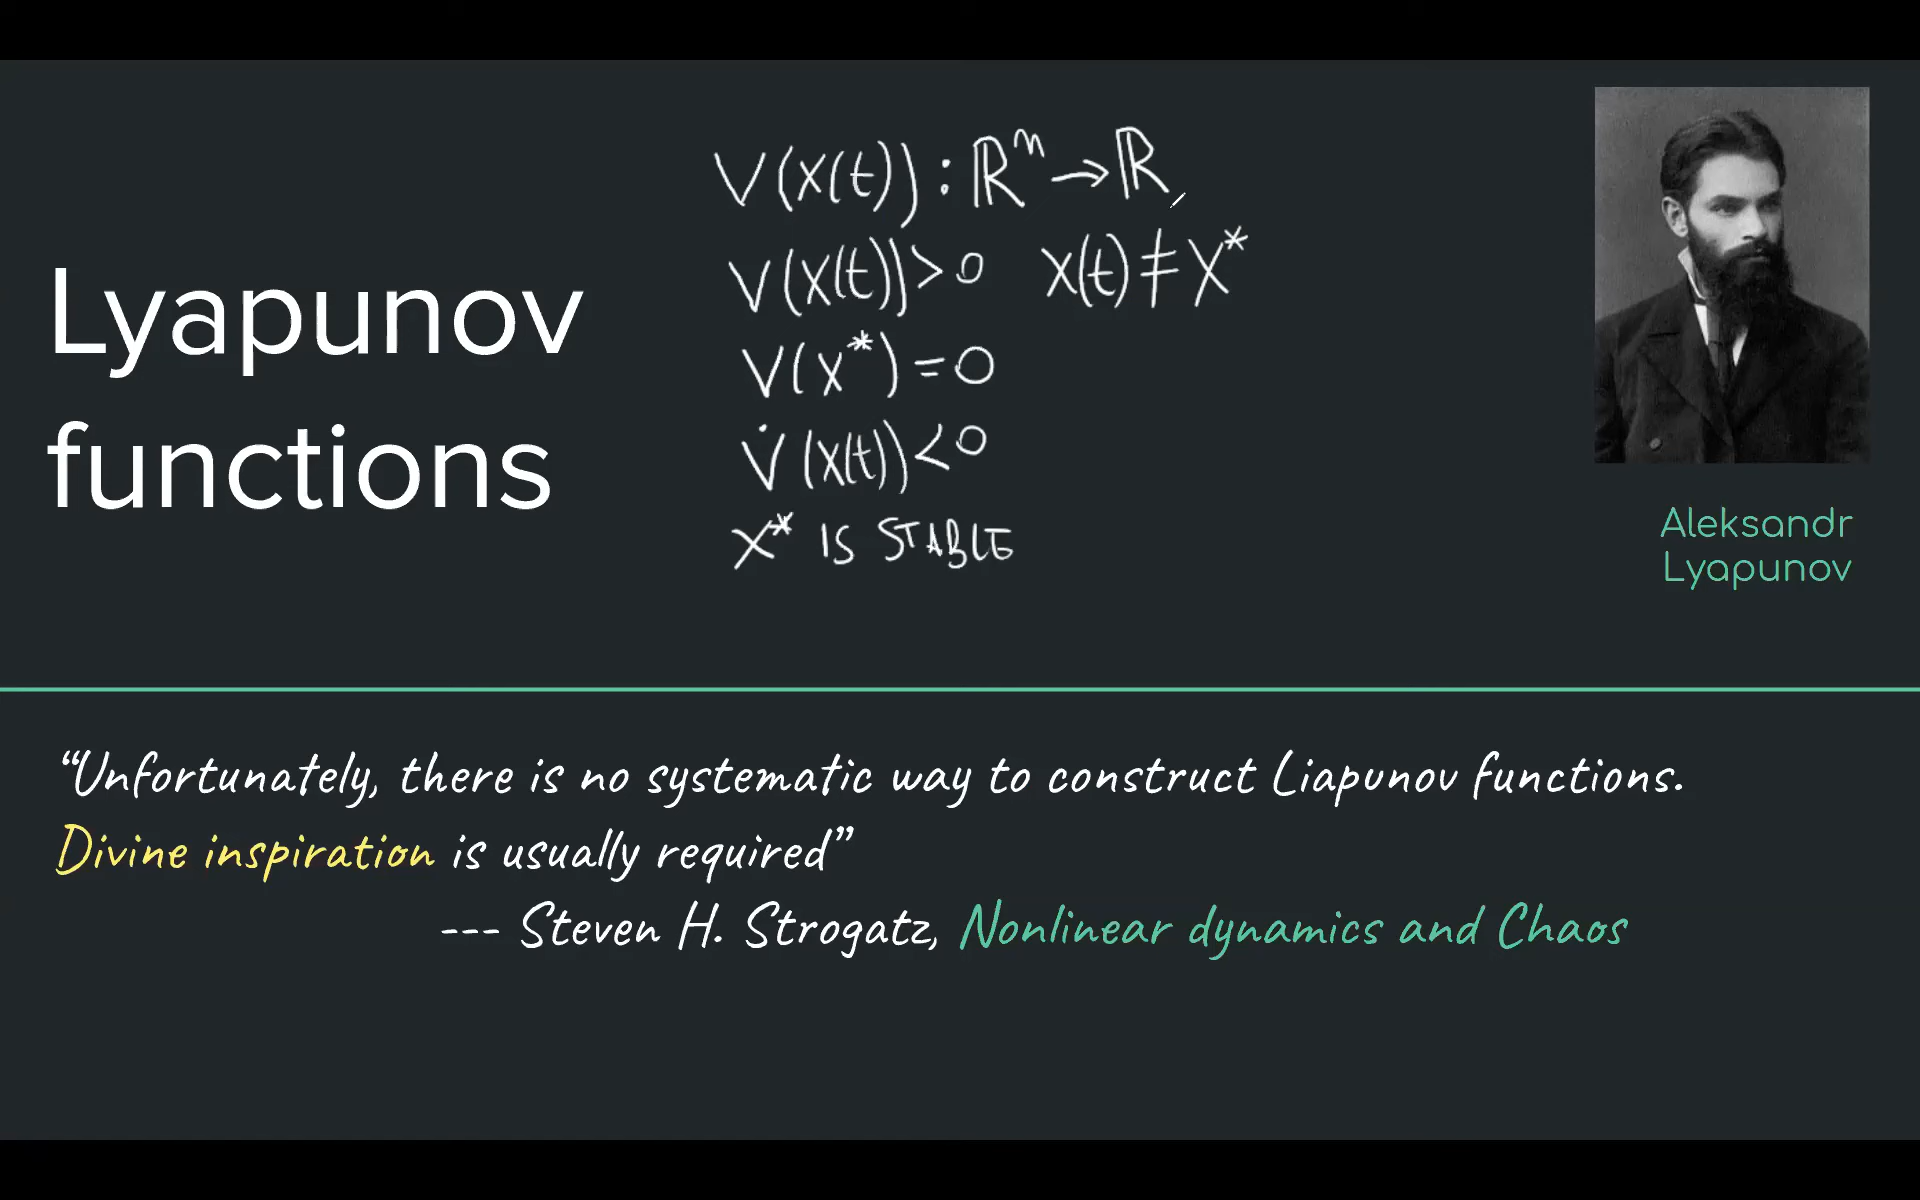 Lyapunov
functions
V(x(t)) : ℝⁿ → ℝ
V(x(t)) > 0 x(t) ≠ x*
V(x*) = 0
V̇(x(t)) < 0
x* IS STABLE
Aleksandr
Lyapunov
“Unfortunately, there is no systematic way to construct Liapunov functions.
Divine inspiration is usually required”
--- Steven H. Strogatz, Nonlinear dynamics and Chaos